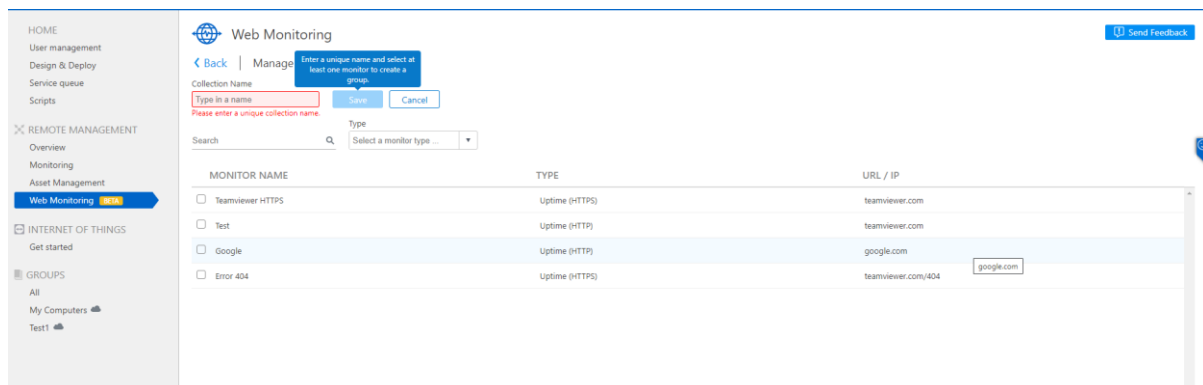 HOME
User management
Design & Deploy
Service queue
Scripts
REMOTE MANAGEMENT
Overview
Monitoring
Asset Management
Web Monitoring BETA
INTERNET OF THINGS
Get started
GROUPS
All
My Computers
Test1
Web Monitoring
Send Feedback
Back | Manage
Enter a unique name and select at
least one monitor to create a
group.
Collection Name
Type in a name Save Cancel
Please enter a unique collection name.
Type
Search Select a monitor type ...
MONITOR NAME TYPE URL / IP
Teamviewer HTTPS Uptime (HTTPS) teamviewer.com
Test Uptime (HTTP) teamviewer.com
Google Uptime (HTTP) google.com
google.com
Error 404 Uptime (HTTPS) teamviewer.com/404